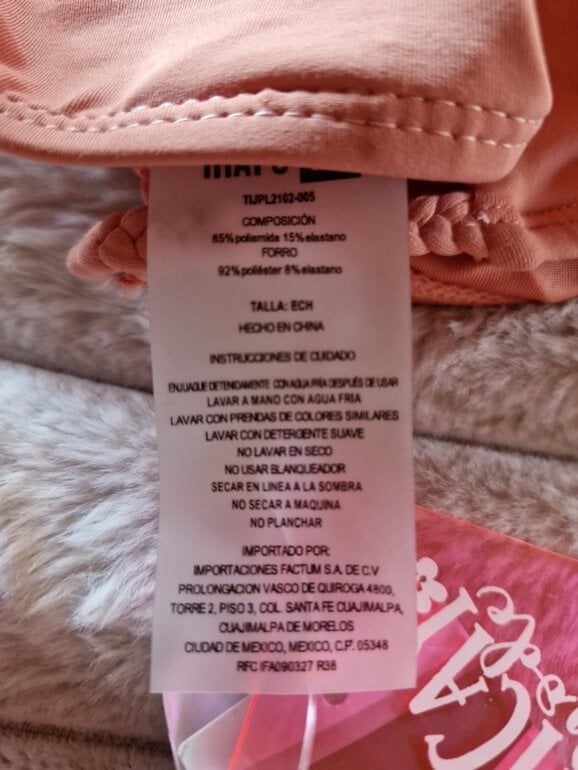 TIJPL2102-005
COMPOSICIÓN
85% poliamida 15% elastano
FORRO
92% poliéster 8% elastano
TALLA: ECH
HECHO EN CHINA
INSTRUCCIONES DE CUIDADO
ENJUAGUE DETENIDAMENTE CON AGUA FRÍA DESPUÉS DE USAR
LAVAR A MANO CON AGUA FRIA
LAVAR CON PRENDAS DE COLORES SIMILARES
LAVAR CON DETERGENTE SUAVE
NO LAVAR EN SECO
NO USAR BLANQUEADOR
SECAR EN LINEA A LA SOMBRA
NO SECAR A MAQUINA
NO PLANCHAR
IMPORTADO POR:
IMPORTACIONES FACTUM S.A. DE C.V
PROLONGACION VASCO DE QUIROGA 4800,
TORRE 2, PISO 3, COL. SANTA FE CUAJIMALPA,
CUAJIMALPA DE MORELOS
CIUDAD DE MEXICO, MEXICO, C.P. 05348
RFC IFA090327 R38